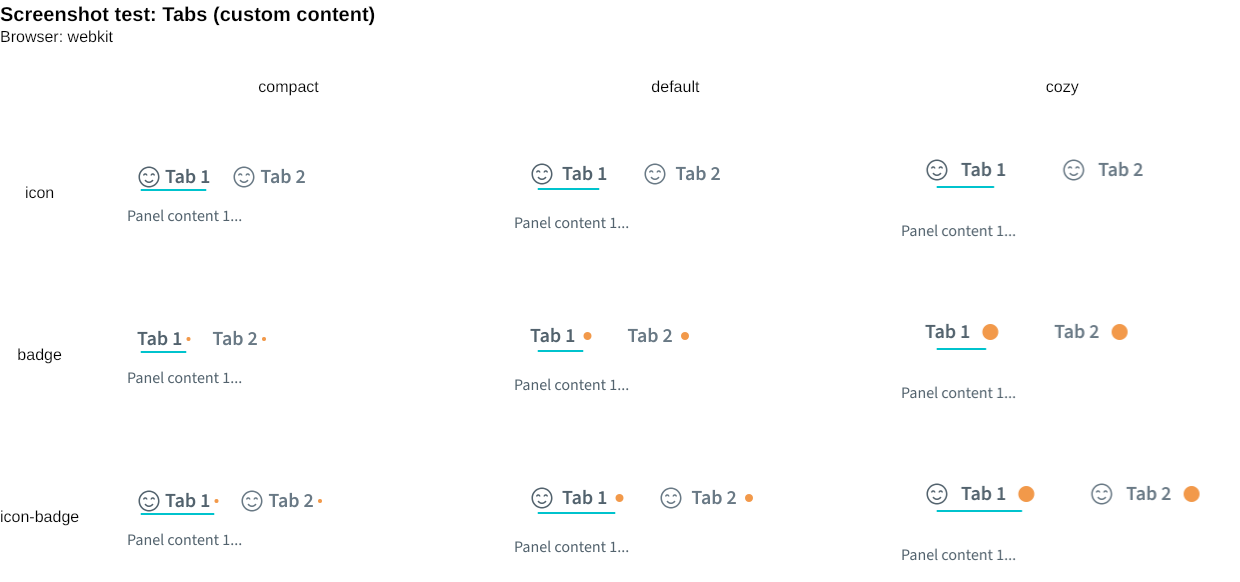 Screenshot test: Tabs (custom content)
Browser: webkit
compact default cozy
icon
Tab 1 Tab 2
Panel content 1...
Tab 1 Tab 2
Panel content 1...
Tab 1 Tab 2
Panel content 1...
badge
Tab 1 Tab 2
Panel content 1...
Tab 1 Tab 2
Panel content 1...
Tab 1 Tab 2
Panel content 1...
icon-badge
Tab 1 Tab 2
Panel content 1...
Tab 1 Tab 2
Panel content 1...
Tab 1 Tab 2
Panel content 1...